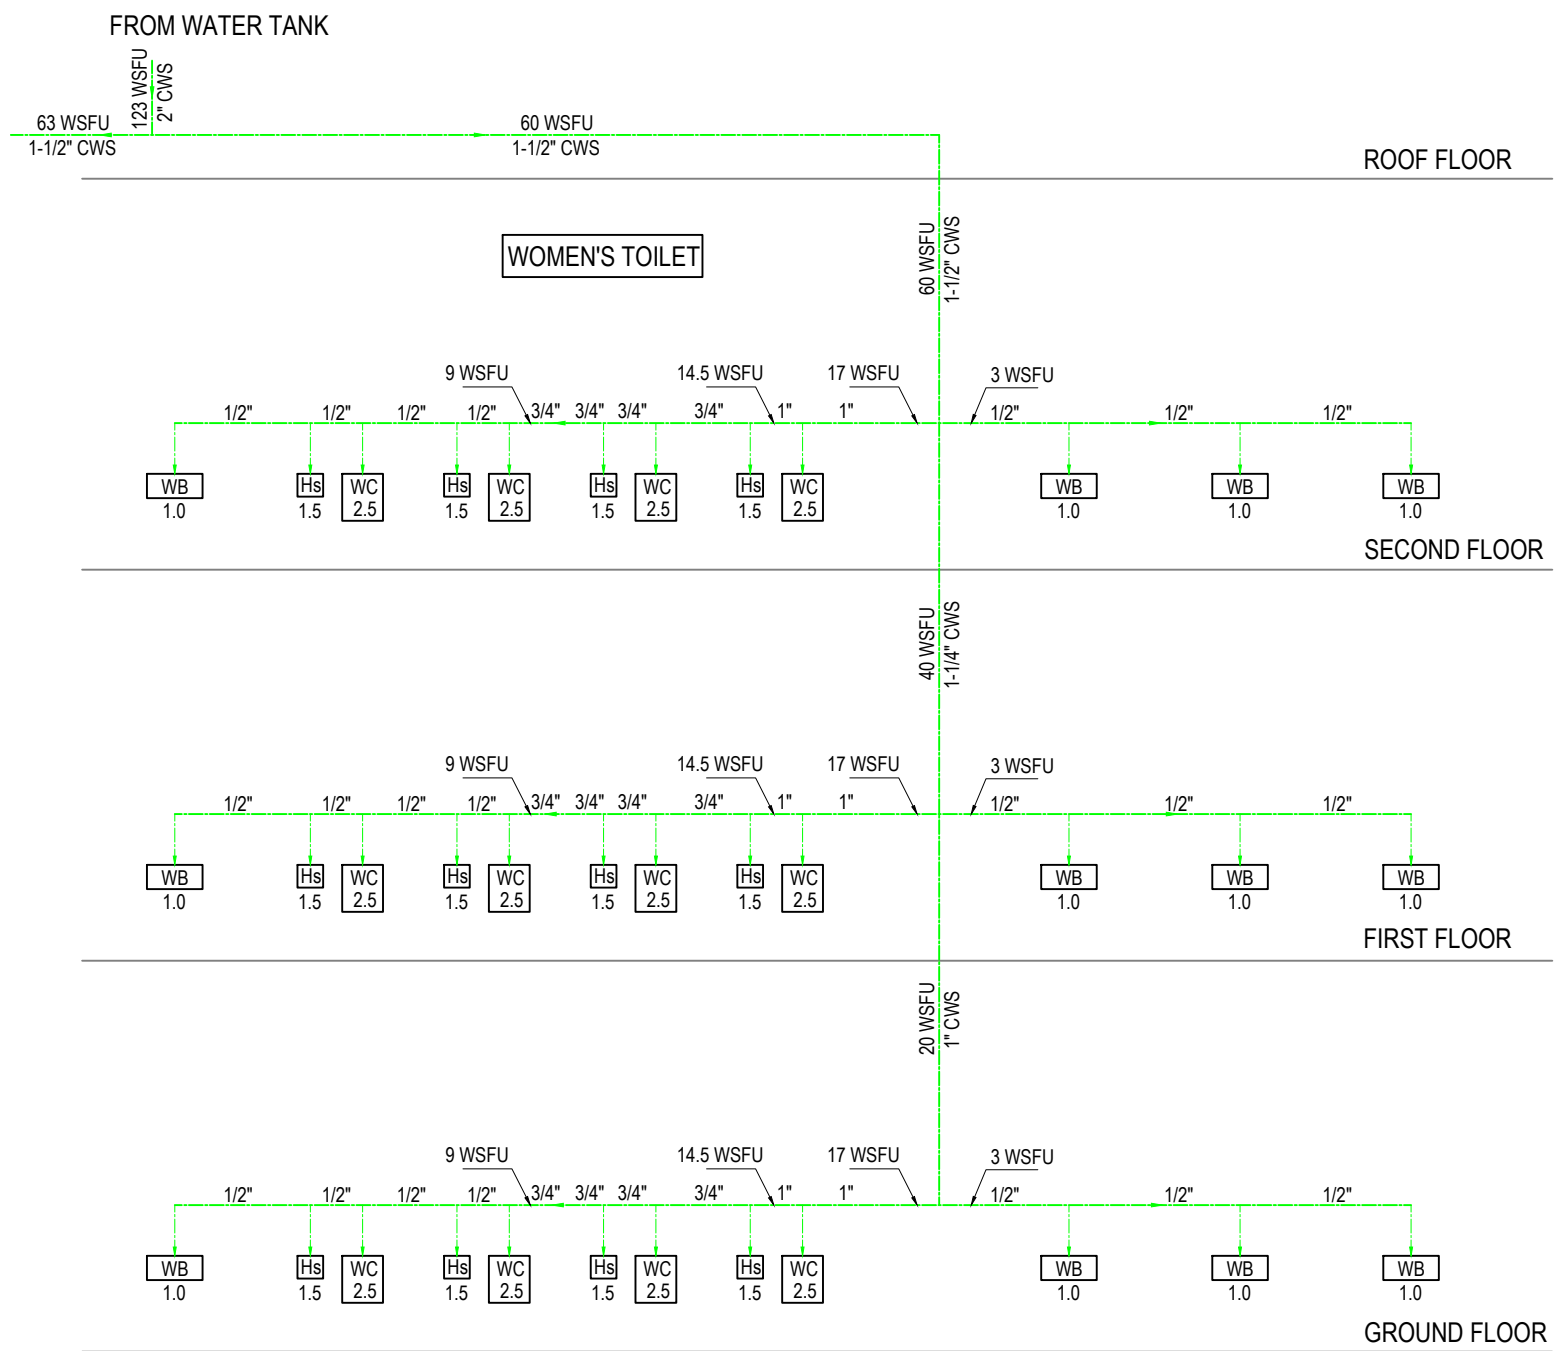 FROM WATER TANK
123 WSFU
2" CWS
63 WSFU
1-1/2" CWS
60 WSFU
1-1/2" CWS
ROOF FLOOR
WOMEN'S TOILET
60 WSFU
1-1/2" CWS
9 WSFU 14.5 WSFU 17 WSFU 3 WSFU
1/2" 1/2" 1/2" 1/2" 3/4" 3/4" 3/4" 3/4" 1" 1" 1/2" 1/2" 1/2"
WB Hs WC Hs WC Hs WC Hs WC WB WB WB
1.0 1.5 2.5 1.5 2.5 1.5 2.5 1.5 2.5 1.0 1.0 1.0
SECOND FLOOR
40 WSFU
1-1/4" CWS
9 WSFU 14.5 WSFU 17 WSFU 3 WSFU
1/2" 1/2" 1/2" 1/2" 3/4" 3/4" 3/4" 3/4" 1" 1" 1/2" 1/2" 1/2"
WB Hs WC Hs WC Hs WC Hs WC WB WB WB
1.0 1.5 2.5 1.5 2.5 1.5 2.5 1.5 2.5 1.0 1.0 1.0
FIRST FLOOR
20 WSFU
1" CWS
9 WSFU 14.5 WSFU 17 WSFU 3 WSFU
1/2" 1/2" 1/2" 1/2" 3/4" 3/4" 3/4" 3/4" 1" 1" 1/2" 1/2" 1/2"
WB Hs WC Hs WC Hs WC Hs WC WB WB WB
1.0 1.5 2.5 1.5 2.5 1.5 2.5 1.5 2.5 1.0 1.0 1.0
GROUND FLOOR